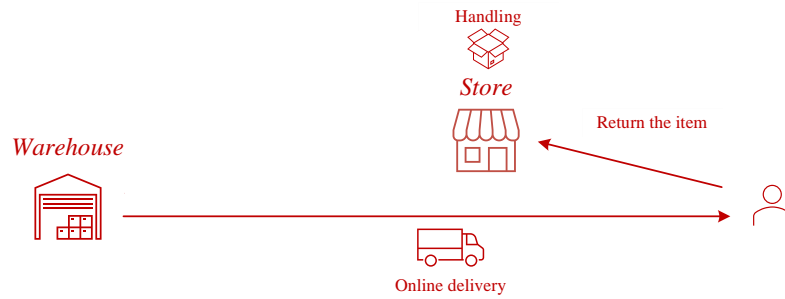 Handling
Store
Return the item
Warehouse
Online delivery